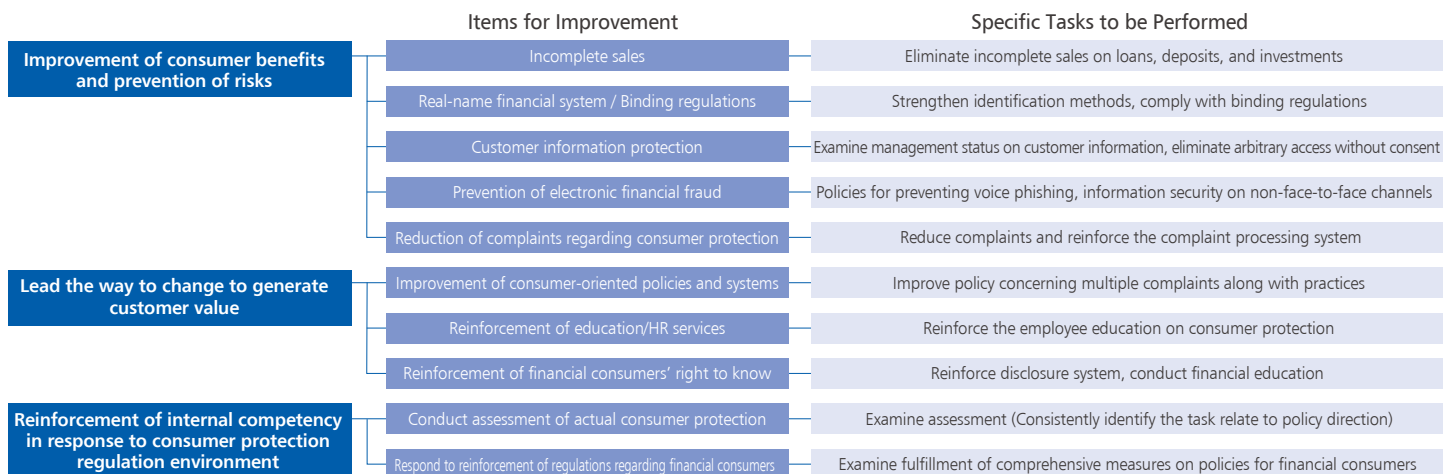 Items for Improvement
Specific Tasks to be Performed
Improvement of consumer benefits
and prevention of risks
Incomplete sales
Eliminate incomplete sales on loans, deposits, and investments
Real-name financial system / Binding regulations
Strengthen identification methods, comply with binding regulations
Customer information protection
Examine management status on customer information, eliminate arbitrary access without consent
Prevention of electronic financial fraud
Policies for preventing voice phishing, information security on non-face-to-face channels
Reduction of complaints regarding consumer protection
Reduce complaints and reinforce the complaint processing system
Lead the way to change to generate
customer value
Improvement of consumer-oriented policies and systems
Improve policy concerning multiple complaints along with practices
Reinforcement of education/HR services
Reinforce the employee education on consumer protection
Reinforcement of financial consumers' right to know
Reinforce disclosure system, conduct financial education
Reinforcement of internal competency
in response to consumer protection
regulation environment
Conduct assessment of actual consumer protection
Examine assessment (Consistently identify the task relate to policy direction)
Respond to reinforcement of regulations regarding financial consumers
Examine fulfillment of comprehensive measures on policies for financial consumers